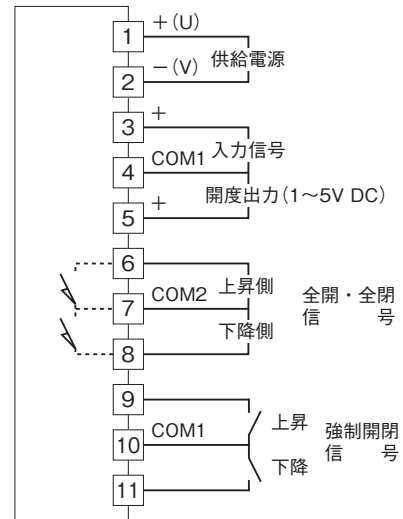 1 +(U)
供給電源
2 −(V)
3 +
入力信号
4 COM1
開度出力(1〜5V DC)
5 +
6
上昇側
7 COM2
全開・全閉
信　号
下降側
8
9
上昇
10 COM1
強制開閉
信　号
下降
11